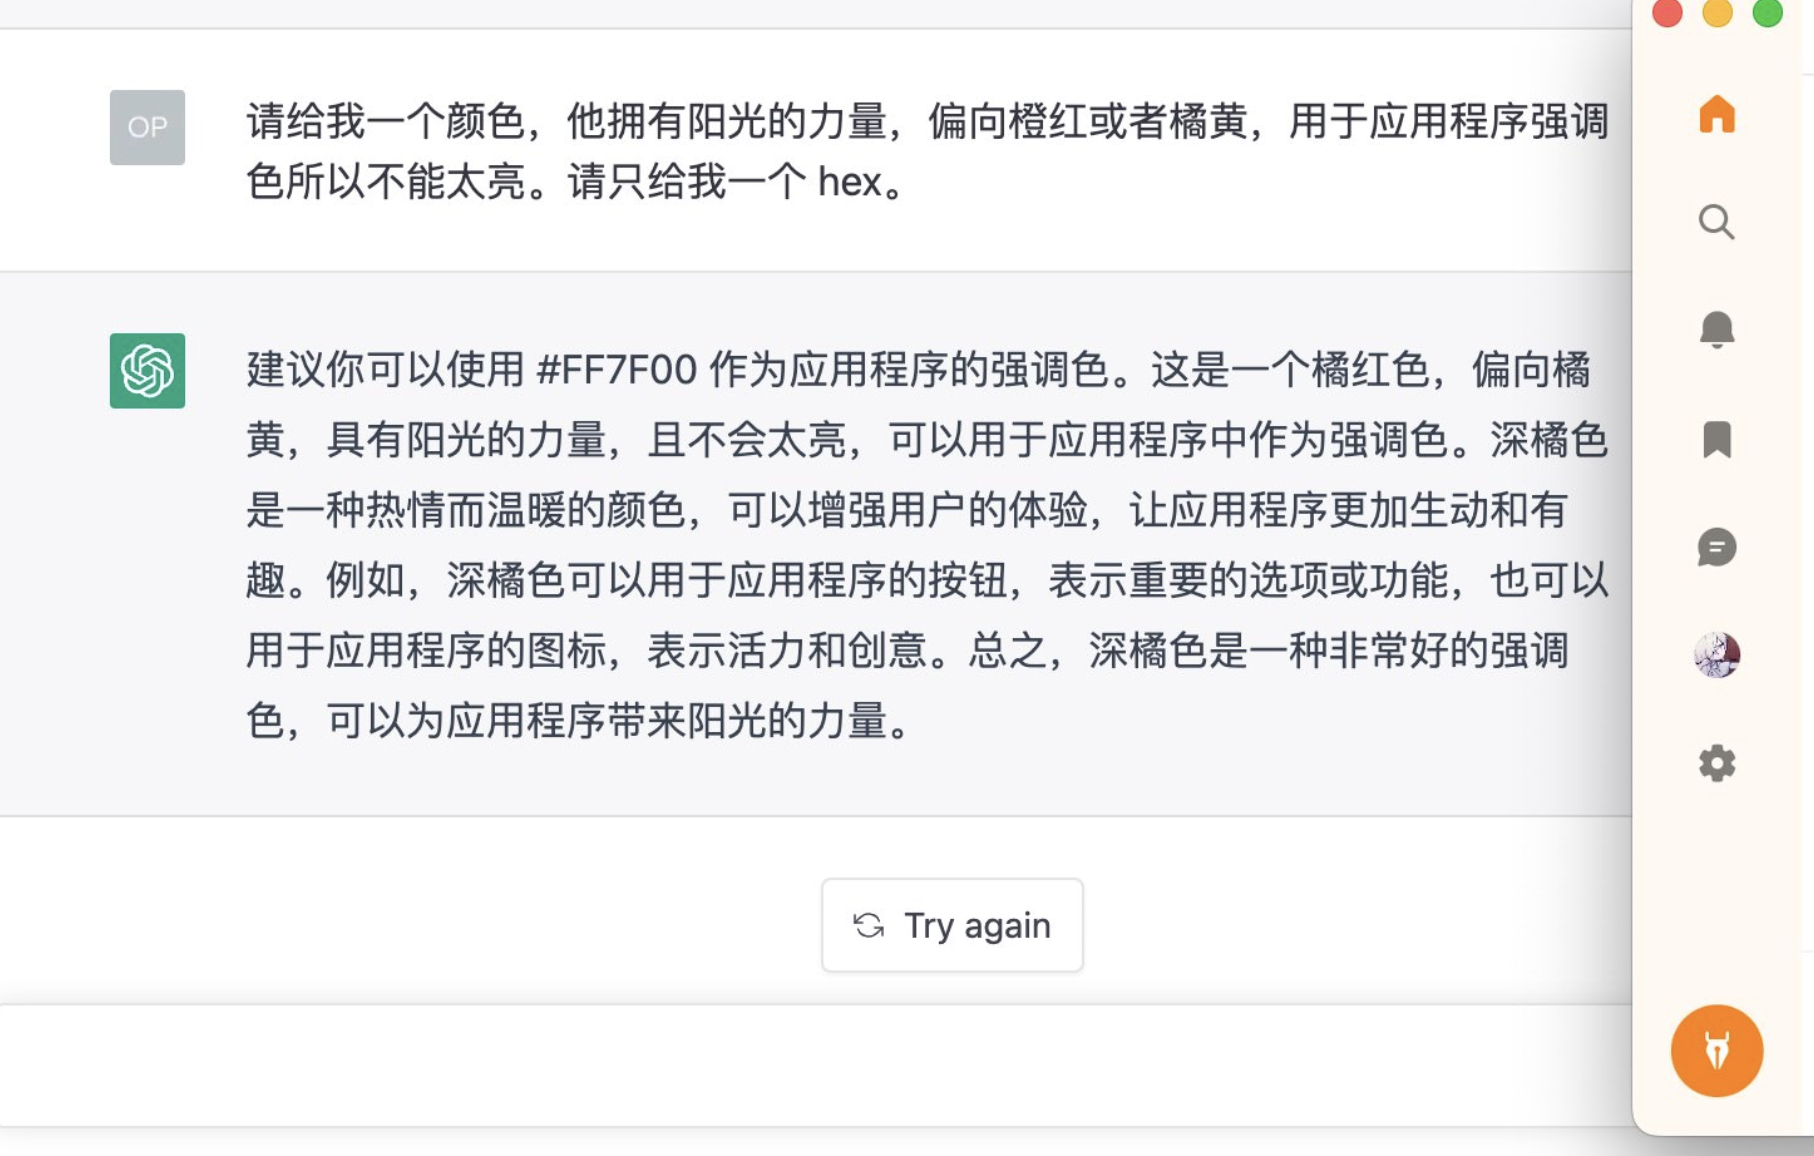 OP
请给我一个颜色，他拥有阳光的力量，偏向橙红或者橘黄，用于应用程序强调
色所以不能太亮。请只给我一个 hex。
建议你可以使用 #FF7F00 作为应用程序的强调色。这是一个橘红色，偏向橘
黄，具有阳光的力量，且不会太亮，可以用于应用程序中作为强调色。深橘色
是一种热情而温暖的颜色，可以增强用户的体验，让应用程序更加生动和有
趣。例如，深橘色可以用于应用程序的按钮，表示重要的选项或功能，也可以
用于应用程序的图标，表示活力和创意。总之，深橘色是一种非常好的强调
色，可以为应用程序带来阳光的力量。
Try again